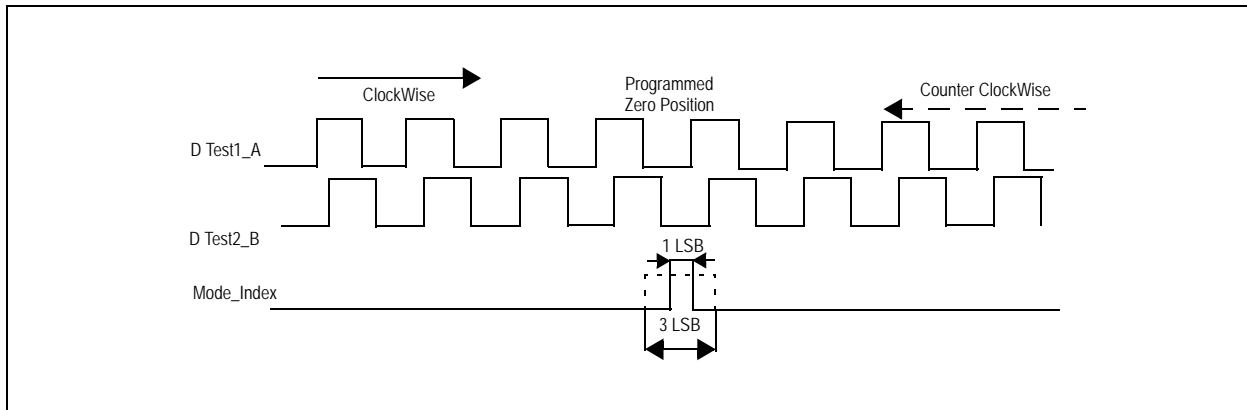 ClockWise
Programmed
Zero Position
Counter ClockWise
D Test1_A
D Test2_B
1 LSB
Mode_Index
3 LSB